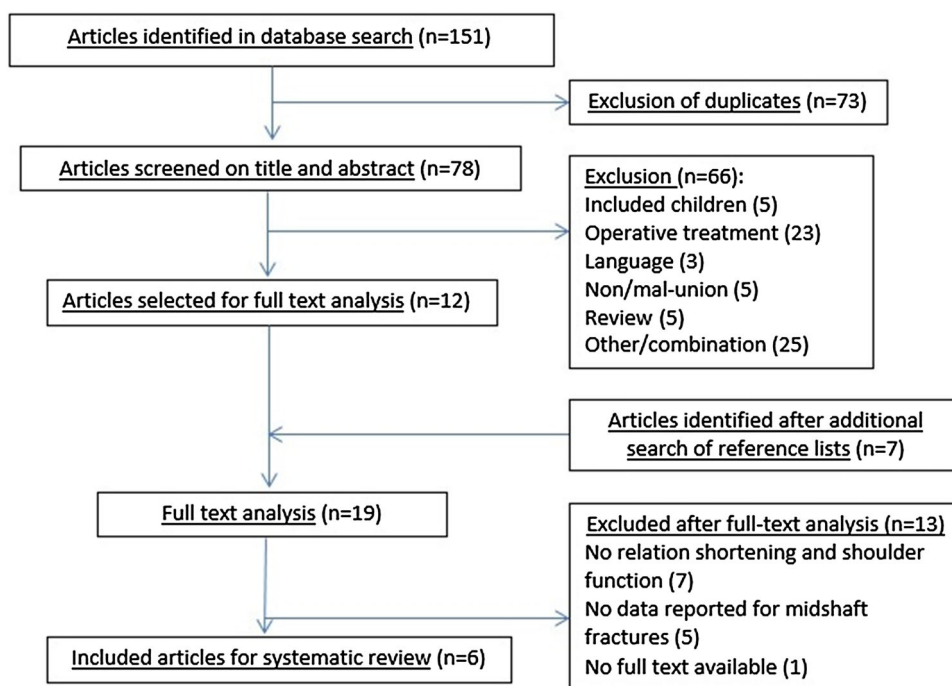 Articles identified in database search (n=151)
Exclusion of duplicates (n=73)
Articles screened on title and abstract (n=78)
Exclusion (n=66):
Included children (5)
Operative treatment (23)
Language (3)
Non/mal-union (5)
Review (5)
Other/combination (25)
Articles selected for full text analysis (n=12)
Articles identified after additional
search of reference lists (n=7)
Full text analysis (n=19)
Excluded after full-text analysis (n=13)
No relation shortening and shoulder
function (7)
No data reported for midshaft
fractures (5)
No full text available (1)
Included articles for systematic review (n=6)